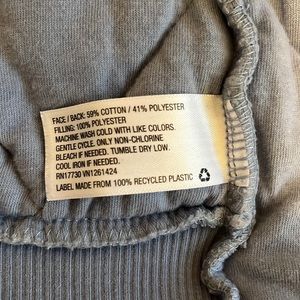 FACE / BACK: 59% COTTON / 41% POLYESTER
FILLING: 100% POLYESTER
MACHINE WASH COLD WITH LIKE COLORS.
GENTLE CYCLE. ONLY NON-CHLORINE
BLEACH IF NEEDED. TUMBLE DRY LOW.
COOL IRON IF NEEDED.
RN17730 VN1261424
LABEL MADE FROM 100% RECYCLED PLASTIC